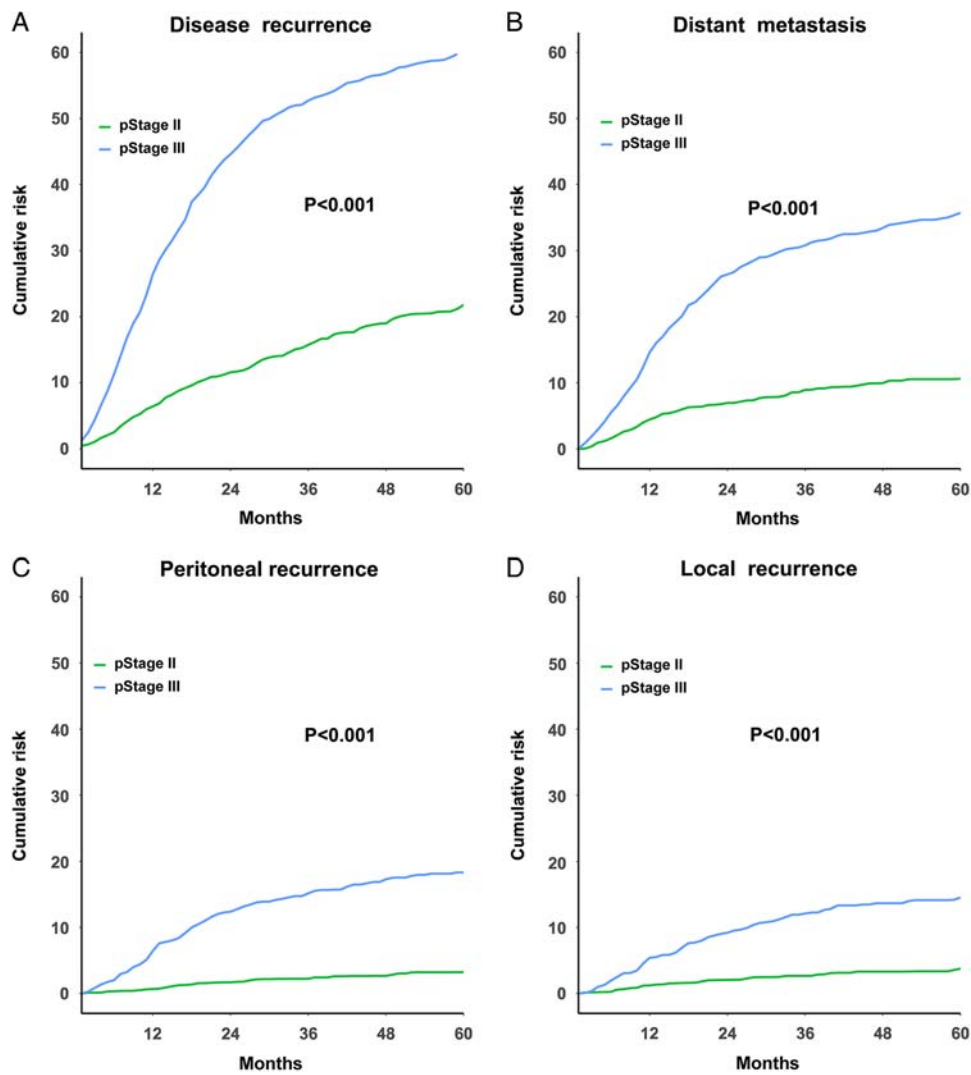 A
Disease recurrence
60
50
40
30
20
10
0
Cumulative risk
pStage II
pStage III
P<0.001
12 24 36 48 60
Months
B
Distant metastasis
60
50
40
30
20
10
0
Cumulative risk
pStage II
pStage III
P<0.001
12 24 36 48 60
Months
C
Peritoneal recurrence
60
50
40
30
20
10
0
Cumulative risk
pStage II
pStage III
P<0.001
12 24 36 48 60
Months
D
Local recurrence
60
50
40
30
20
10
0
Cumulative risk
pStage II
pStage III
P<0.001
12 24 36 48 60
Months